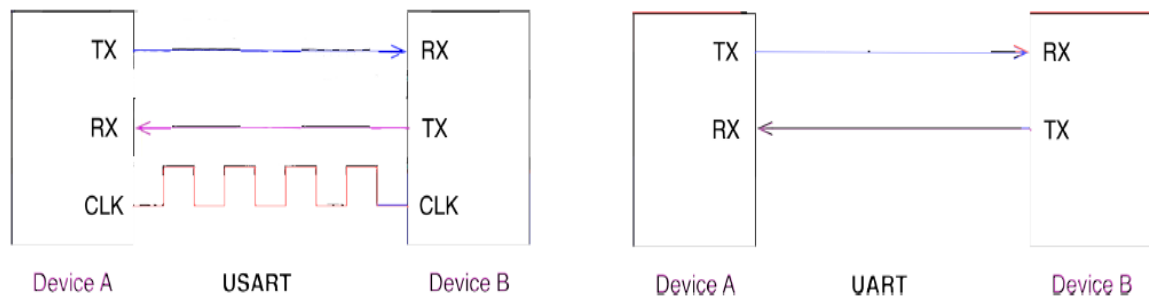 TX RX TX RX
RX TX RX TX
CLK CLK
Device A USART Device B Device A UART Device B